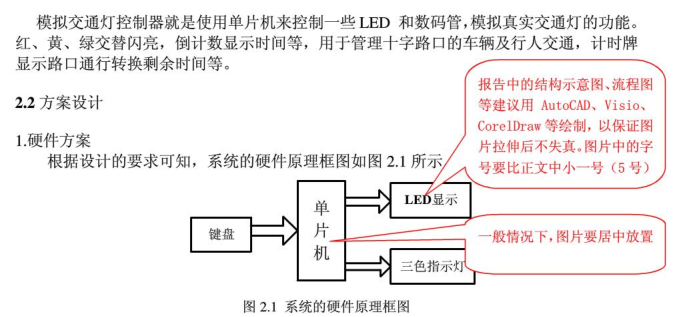 模拟交通灯控制器就是使用单片机来控制一些 LED 和数码管，模拟真实交通灯的功能。
红、黄、绿交替闪亮，倒计数显示时间等，用于管理十字路口的车辆及行人交通，计时牌
显示路口通行转换剩余时间等。
2.2 方案设计
1.硬件方案
根据设计的要求可知，系统的硬件原理框图如图 2.1 所示
报告中的结构示意图、流程图
等建议用 AutoCAD、Visio、
CorelDraw 等绘制，以保证图
片拉伸后不失真。图片中的字
号要比正文中小一号（5 号）
键盘
单
片
机
LED显示
三色指示灯
一般情况下，图片要居中放置
图 2.1 系统的硬件原理框图